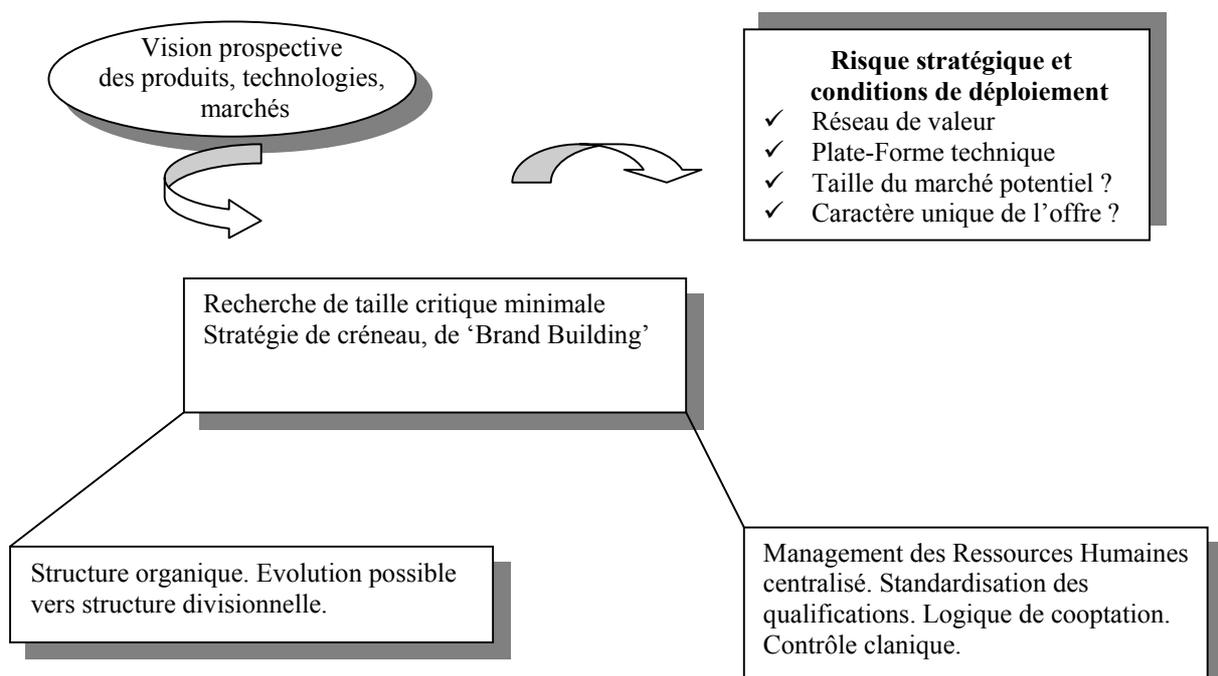 Vision prospective
des produits, technologies,
marchés
Risque stratégique et
conditions de déploiement
✓ Réseau de valeur
✓ Plate-Forme technique
✓ Taille du marché potentiel ?
✓ Caractère unique de l’offre ?
Recherche de taille critique minimale
Stratégie de créneau, de ‘Brand Building’
Structure organique. Evolution possible
vers structure divisionnelle.
Management des Ressources Humaines
centralisé. Standardisation des
qualifications. Logique de cooptation.
Contrôle clanique.